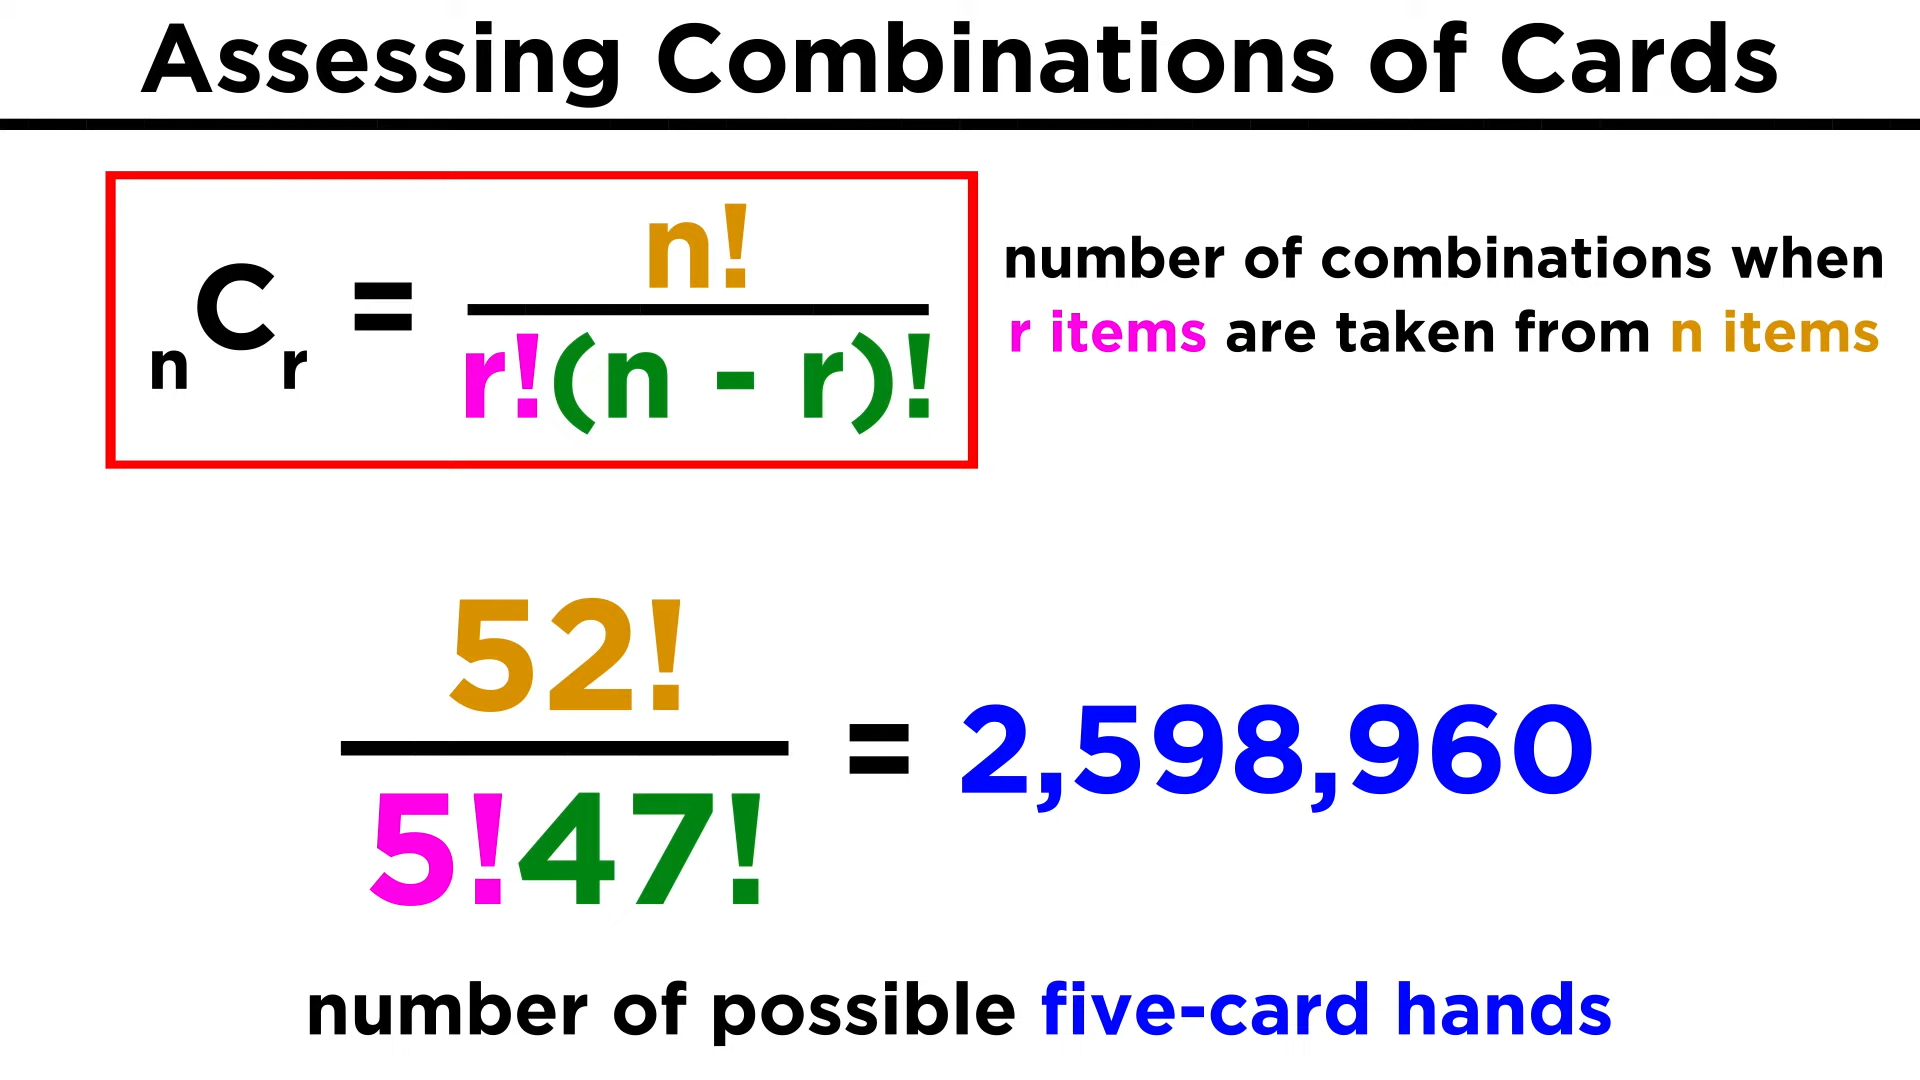 Assessing Combinations of Cards
nCr = n! / r!(n - r)!
number of combinations when
r items are taken from n items
52! / 5!47! = 2,598,960
number of possible five-card hands